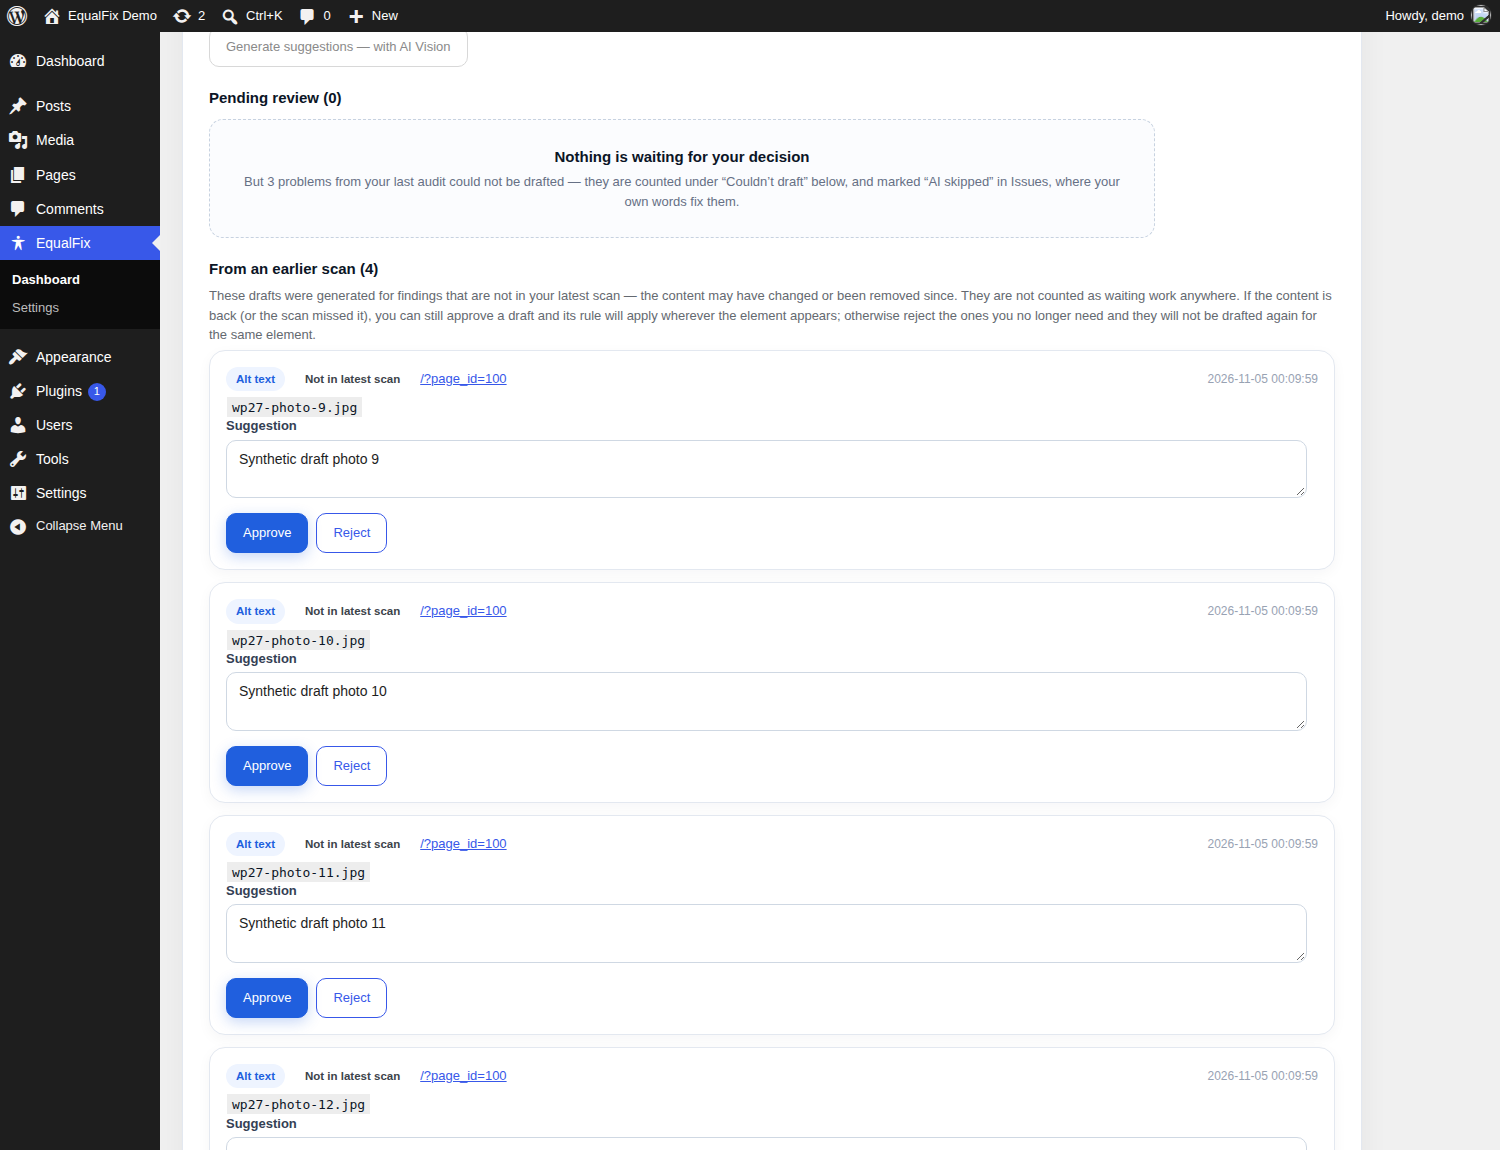 EqualFix Demo 2 Ctrl+K 0 New Howdy, demo
Dashboard
Posts
Media
Pages
Comments
EqualFix
Dashboard
Settings
Appearance
Plugins 1
Users
Tools
Settings
Collapse Menu
Generate suggestions — with AI Vision
Pending review (0)
Nothing is waiting for your decision
But 3 problems from your last audit could not be drafted — they are counted under “Couldn’t draft” below, and marked “AI skipped” in Issues, where your
own words fix them.
From an earlier scan (4)
These drafts were generated for findings that are not in your latest scan — the content may have changed or been removed since. They are not counted as waiting work anywhere. If the content is
back (or the scan missed it), you can still approve a draft and its rule will apply wherever the element appears; otherwise reject the ones you no longer need and they will not be drafted again for
the same element.
Alt text Not in latest scan /?page_id=100 2026-11-05 00:09:59
wp27-photo-9.jpg
Suggestion
Synthetic draft photo 9
Approve Reject
Alt text Not in latest scan /?page_id=100 2026-11-05 00:09:59
wp27-photo-10.jpg
Suggestion
Synthetic draft photo 10
Approve Reject
Alt text Not in latest scan /?page_id=100 2026-11-05 00:09:59
wp27-photo-11.jpg
Suggestion
Synthetic draft photo 11
Approve Reject
Alt text Not in latest scan /?page_id=100 2026-11-05 00:09:59
wp27-photo-12.jpg
Suggestion